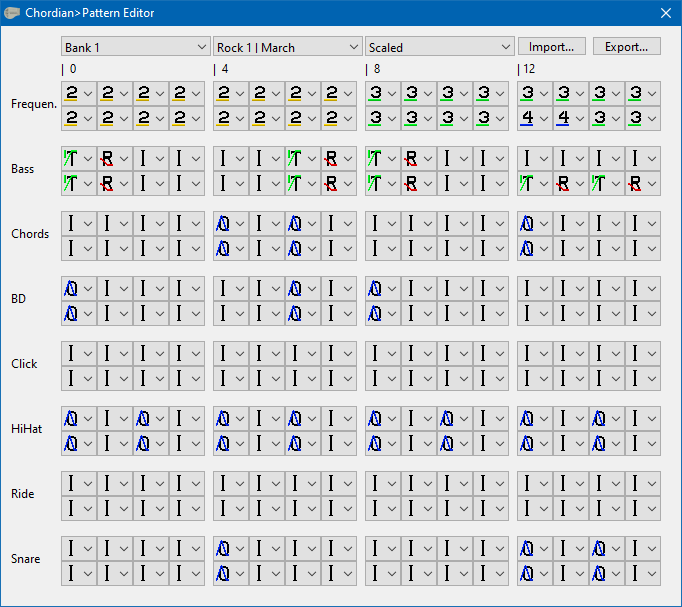 Chordian>Pattern Editor
Bank 1 Rock 1 | March Scaled Import... Export...
| 0 | 4 | 8 | 12
2 2 2 2 2 2 2 2 3 3 3 3 3 3 3 3
Frequen.
2 2 2 2 2 2 2 2 3 3 3 3 4 4 3 3
T R I I I I T R T R I I I I I I
Bass
T R I I I I T R T R I I T R T R
I I I I 0 I 0 I I I I I 0 I I I
Chords
I I I I 0 I 0 I I I I I 0 I I I
0 I I I I I 0 I 0 I I I I I I I
BD
0 I I I I I 0 I 0 I I I I I I I
I I I I I I I I I I I I I I I I
Click
I I I I I I I I I I I I I I I I
0 I 0 I 0 I 0 I 0 I 0 I 0 I 0 I
HiHat
0 I 0 I 0 I 0 I 0 I 0 I 0 I 0 I
I I I I I I I I I I I I I I I I
Ride
I I I I I I I I I I I I I I I I
I I I I 0 I I I I I I I 0 I 0 I
Snare
I I I I 0 I I I I I I I 0 I 0 I